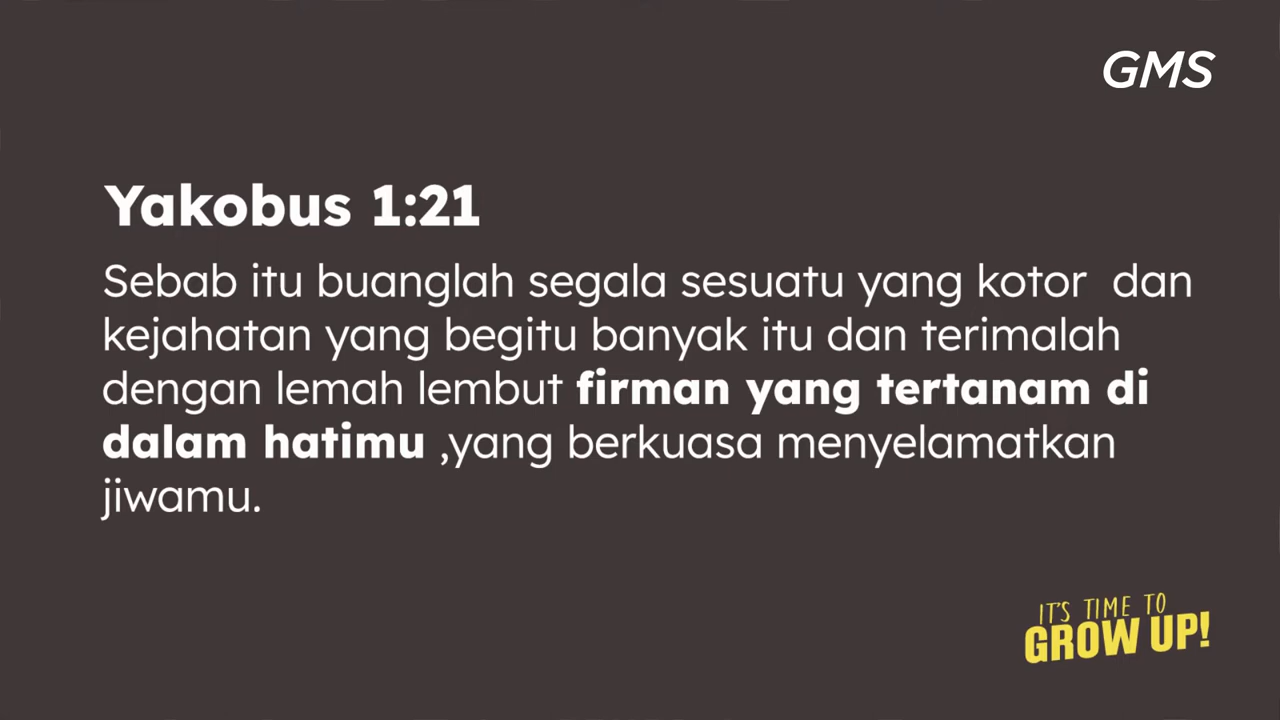 GMS
Yakobus 1:21
Sebab itu buanglah segala sesuatu yang kotor  dan
kejahatan yang begitu banyak itu dan terimalah
dengan lemah lembut firman yang tertanam di
dalam hatimu ,yang berkuasa menyelamatkan
jiwamu.
IT'S TIME TO
GROW UP!